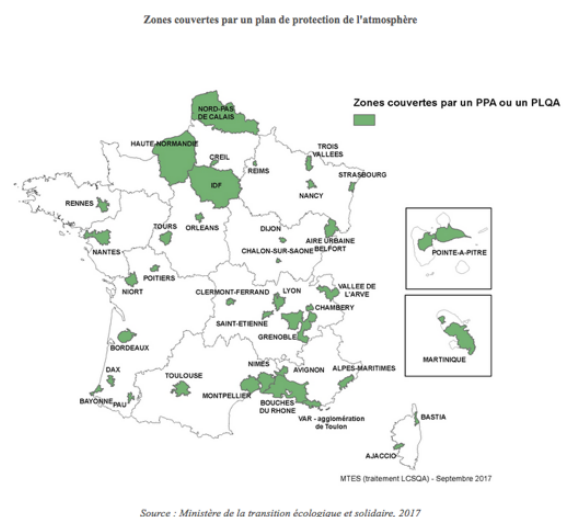 Zones couvertes par un plan de protection de l'atmosphère
Zones couvertes par un PPA ou un PLQA
NORD-PAS
DE CALAIS
HAUTE-NORMANDIE
CREIL
REIMS
TROIS
VALLEES
STRASBOURG
IDF
NANCY
RENNES
TOURS
ORLEANS
DIJON
AIRE URBAINE
BELFORT
NANTES
CHALON-SUR-SAONE
POINTE-A-PITRE
POITIERS
NIORT
CLERMONT-FERRAND
LYON
VALLEE DE
L'ARVE
CHAMBERY
SAINT-ETIENNE
GRENOBLE
BORDEAUX
MARTINIQUE
DAX
TOULOUSE
NIMES
AVIGNON
ALPES-MARITIMES
BAYONNE
PAU
MONTPELLIER
BOUCHES
DU RHONE
VAR - agglomération
de Toulon
BASTIA
AJACCIO
MTES (traitement LCSQA) - Septembre 2017
Source : Ministère de la transition écologique et solidaire, 2017